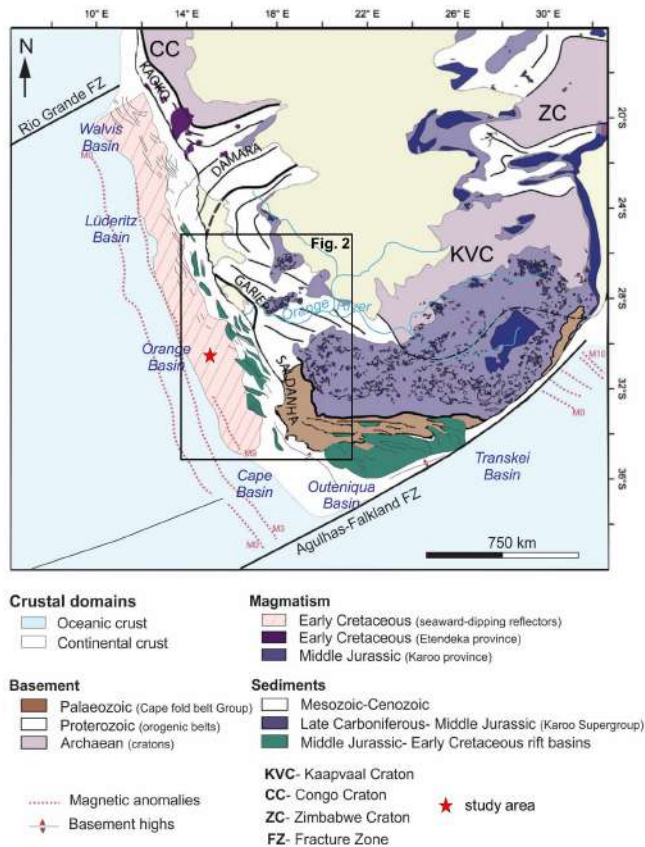 10°E 14° 18° 22° 26° 30°E
N
CC
KAOKO
Rio Grande FZ
ZC
20°S
Walvis
Basin
DAMARA
M0
24°S
Lüderitz
Basin
Fig. 2
KVC
GARIEP
28°S
Orange River
Orange
Basin
SALDANHA
M10
32°S
M0
Transkei
Basin
Cape
Basin
Outeniqua
Basin
36°S
Agulhas-Falkland FZ
M3
750 km
Crustal domains
Oceanic crust
Continental crust
Magmatism
Early Cretaceous (seaward-dipping reflectors)
Early Cretaceous (Etendeka province)
Middle Jurassic (Karoo province)
Basement
Palaeozoic (Cape fold belt Group)
Proterozoic (orogenic belts)
Archaean (cratons)
Sediments
Mesozoic-Cenozoic
Late Carboniferous- Middle Jurassic (Karoo Supergroup)
Middle Jurassic- Early Cretaceous rift basins
Magnetic anomalies
Basement highs
KVC- Kaapvaal Craton
CC- Congo Craton
ZC- Zimbabwe Craton
FZ- Fracture Zone
study area